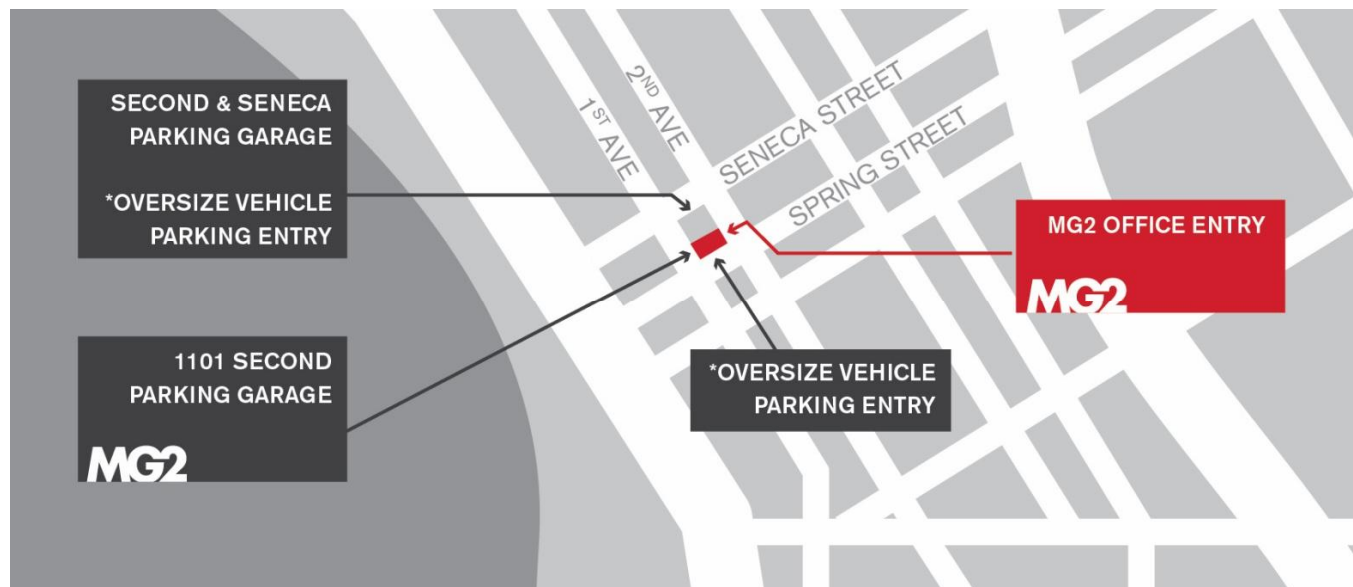 SECOND & SENECA
PARKING GARAGE
*OVERSIZE VEHICLE
PARKING ENTRY
1ST AVE
2ND AVE
SENECA STREET
SPRING STREET
MG2 OFFICE ENTRY
MG2
1101 SECOND
PARKING GARAGE
MG2
*OVERSIZE VEHICLE
PARKING ENTRY